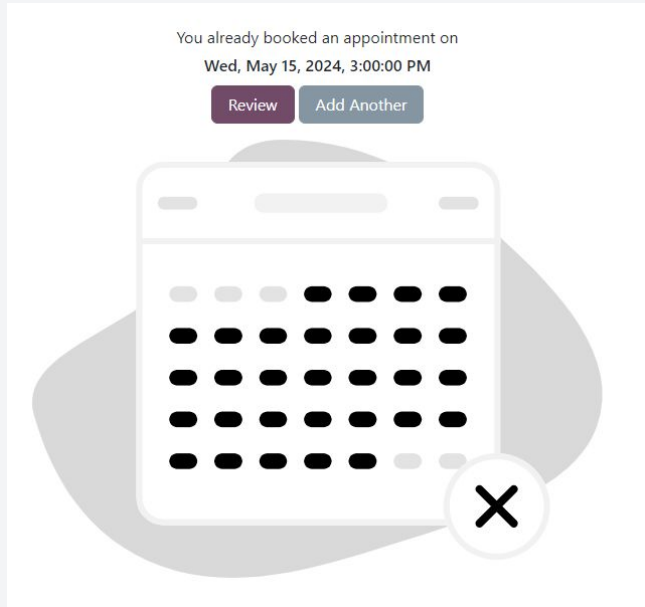 You already booked an appointment on
Wed, May 15, 2024, 3:00:00 PM
Review Add Another